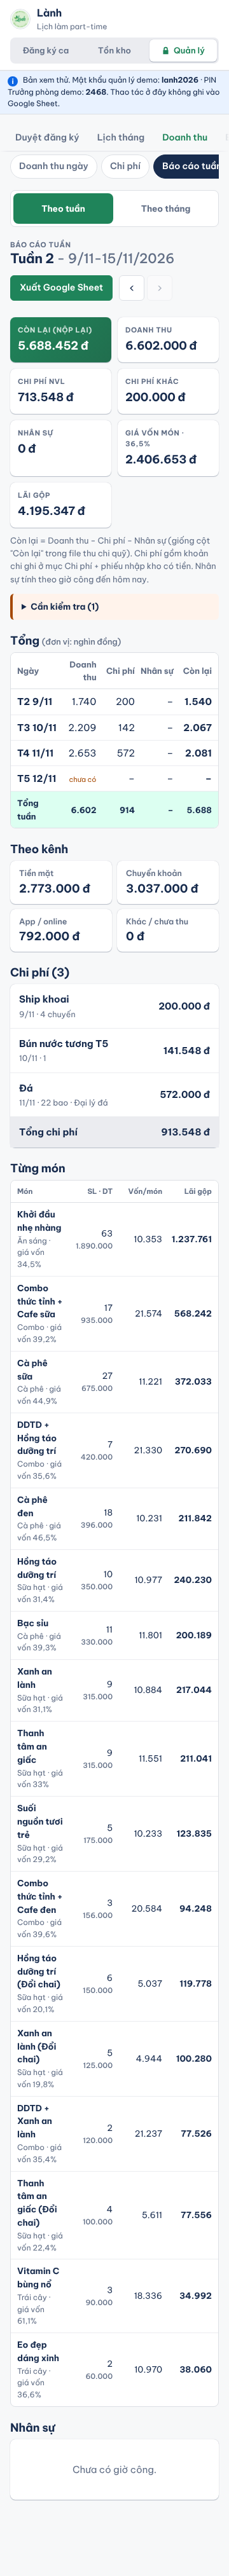 Lành
Lịch làm part-time
Đăng ký ca
Tồn kho
Quản lý
Bản xem thử. Mật khẩu quản lý demo: lanh2026 · PIN
Trưởng phòng demo: 2468. Thao tác ở đây không ghi vào
Google Sheet.
Duyệt đăng ký
Lịch tháng
Doanh thu
Doanh thu ngày
Chi phí
Báo cáo tuần
Theo tuần
Theo tháng
BÁO CÁO TUẦN
Tuần 2 - 9/11-15/11/2026
Xuất Google Sheet
‹
›
CÒN LẠI (NỘP LẠI)
5.688.452 đ
DOANH THU
6.602.000 đ
CHI PHÍ NVL
713.548 đ
CHI PHÍ KHÁC
200.000 đ
NHÂN SỰ
0 đ
GIÁ VỐN MÓN ·
36,5%
2.406.653 đ
LÃI GỘP
4.195.347 đ
Còn lại = Doanh thu − Chi phí − Nhân sự (giống cột
"Còn lại" trong file thu chi quỹ). Chi phí gồm khoản
chi ghi ở mục Chi phí + phiếu nhập kho có tiền. Nhân
sự tính theo giờ công đến hôm nay.
▸ Cần kiểm tra (1)
Tổng (đơn vị: nghìn đồng)
Ngày
Doanh
thu
Chi phí
Nhân sự
Còn lại
T2 9/11 1.740 200 – 1.540
T3 10/11 2.209 142 – 2.067
T4 11/11 2.653 572 – 2.081
T5 12/11 chưa có – – –
Tổng
tuần
6.602 914 – 5.688
Theo kênh
Tiền mặt
2.773.000 đ
Chuyển khoản
3.037.000 đ
App / online
792.000 đ
Khác / chưa thu
0 đ
Chi phí (3)
Ship khoai
9/11 · 4 chuyến
200.000 đ
Bún nước tương T5
10/11 · 1
141.548 đ
Đá
11/11 · 22 bao · Đại lý đá
572.000 đ
Tổng chi phí 913.548 đ
Từng món
Món SL · DT Vốn/món Lãi gộp
Khởi đầu
nhẹ nhàng
Ăn sáng ·
giá vốn
34,5%
63
1.890.000
10.353 1.237.761
Combo
thức tỉnh +
Cafe sữa
Combo · giá
vốn 39,2%
17
935.000
21.574 568.242
Cà phê
sữa
Cà phê · giá
vốn 44,9%
27
675.000
11.221 372.033
DDTD +
Hồng táo
dưỡng trí
Combo · giá
vốn 35,6%
7
420.000
21.330 270.690
Cà phê
đen
Cà phê · giá
vốn 46,5%
18
396.000
10.231 211.842
Hồng táo
dưỡng trí
Sữa hạt · giá
vốn 31,4%
10
350.000
10.977 240.230
Bạc sỉu
Cà phê · giá
vốn 39,3%
11
330.000
11.801 200.189
Xanh an
lành
Sữa hạt · giá
vốn 31,1%
9
315.000
10.884 217.044
Thanh
tâm an
giấc
Sữa hạt · giá
vốn 33%
9
315.000
11.551 211.041
Suối
nguồn tươi
trẻ
Sữa hạt · giá
vốn 29,2%
5
175.000
10.233 123.835
Combo
thức tỉnh +
Cafe đen
Combo · giá
vốn 39,6%
3
156.000
20.584 94.248
Hồng táo
dưỡng trí
(Đổi chai)
Sữa hạt · giá
vốn 20,1%
6
150.000
5.037 119.778
Xanh an
lành (Đổi
chai)
Sữa hạt · giá
vốn 19,8%
5
125.000
4.944 100.280
DDTD +
Xanh an
lành
Combo · giá
vốn 35,4%
2
120.000
21.237 77.526
Thanh
tâm an
giấc (Đổi
chai)
Sữa hạt · giá
vốn 22,4%
4
100.000
5.611 77.556
Vitamin C
bùng nổ
Trái cây ·
giá vốn
61,1%
3
90.000
18.336 34.992
Eo đẹp
dáng xinh
Trái cây ·
giá vốn
36,6%
2
60.000
10.970 38.060
Nhân sự
Chưa có giờ công.